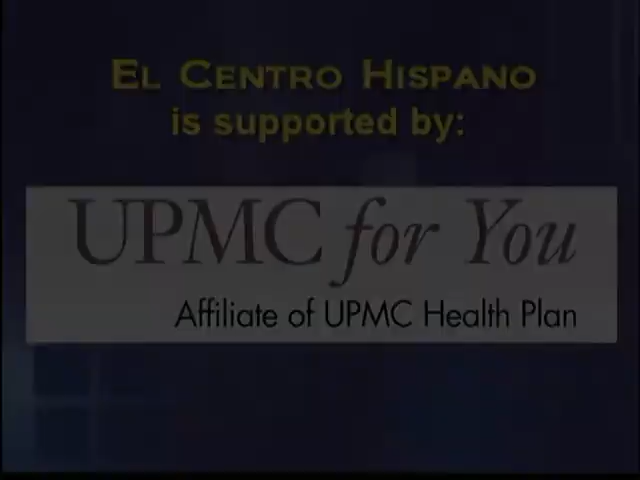 El Centro Hispano
is supported by:
UPMC for You
Affiliate of UPMC Health Plan